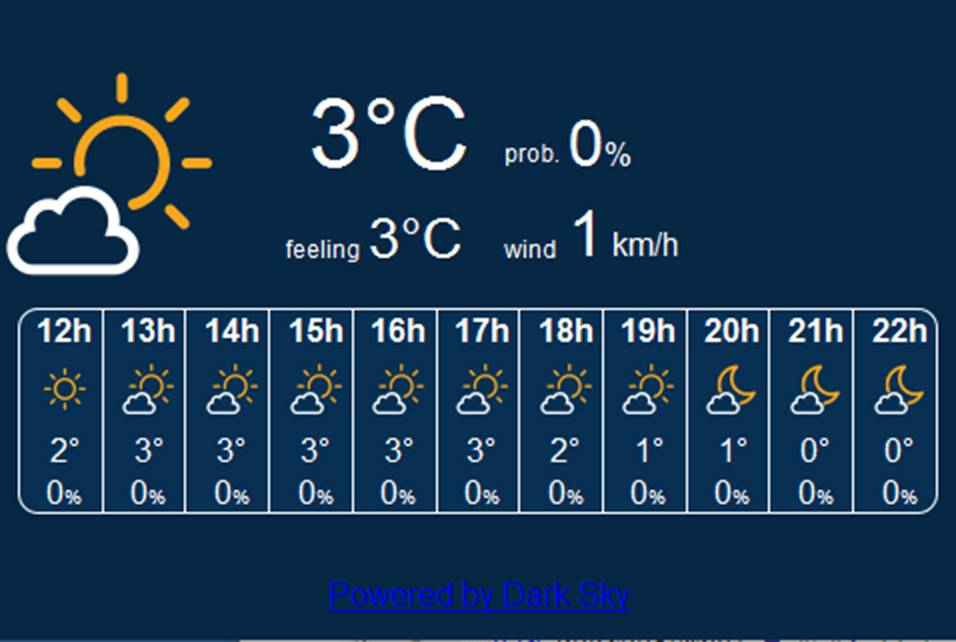 3°C prob. 0%
feeling 3°C wind 1 km/h
12h 13h 14h 15h 16h 17h 18h 19h 20h 21h 22h
2° 3° 3° 3° 3° 3° 2° 1° 1° 0° 0°
0% 0% 0% 0% 0% 0% 0% 0% 0% 0% 0%
Powered by Dark Sky